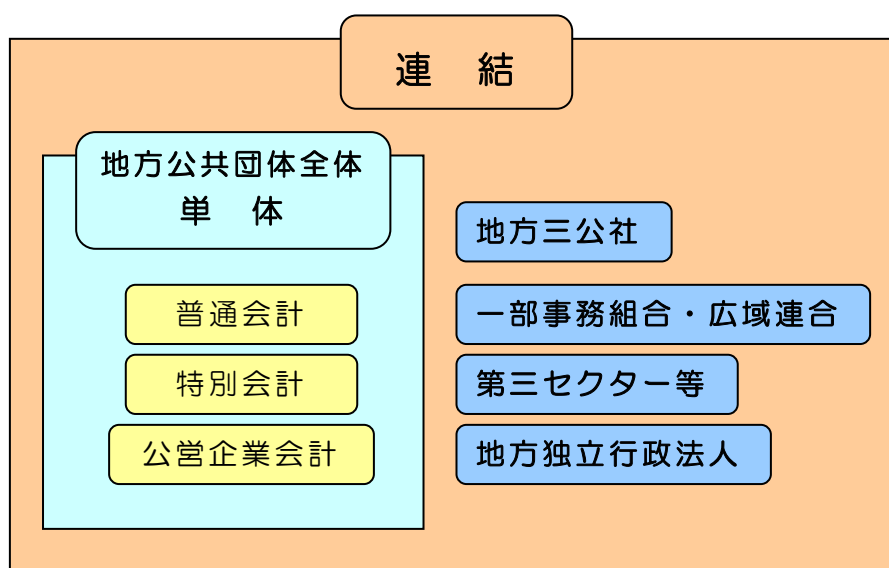 連　結
地方公共団体全体
単　体
普通会計
特別会計
公営企業会計
地方三公社
一部事務組合・広域連合
第三セクター等
地方独立行政法人